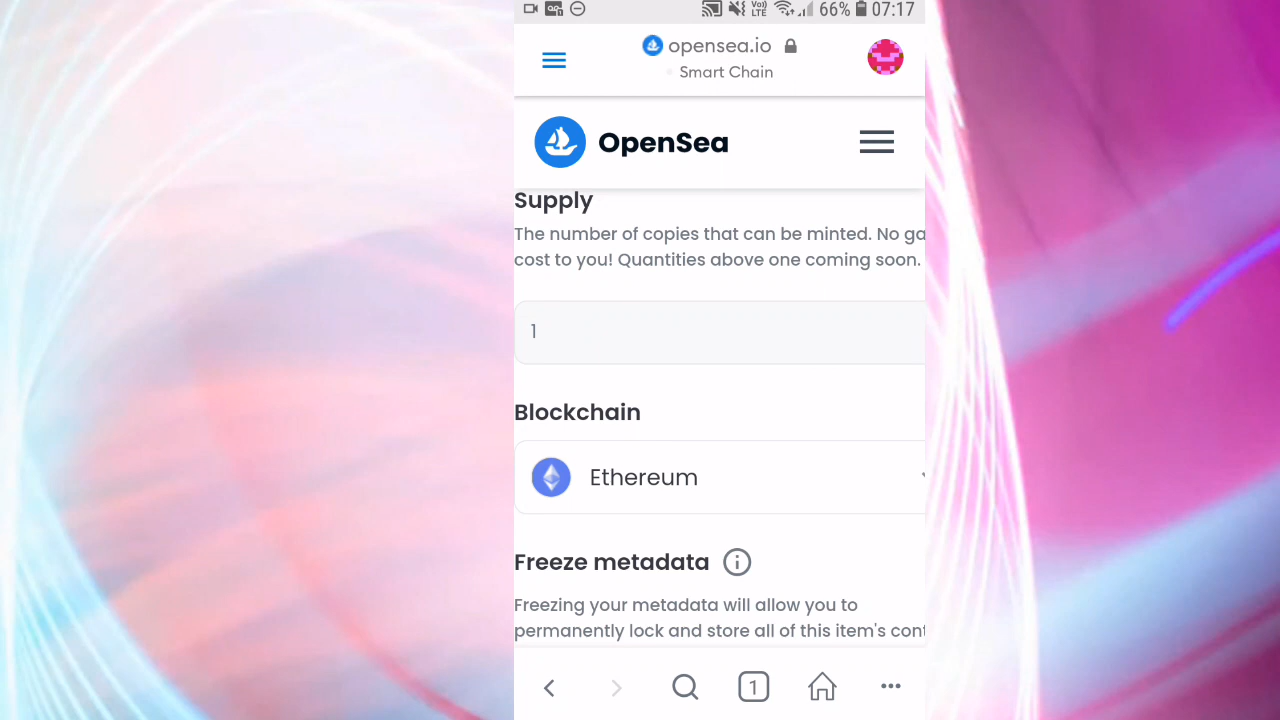 66% 07:17
opensea.io
Smart Chain
OpenSea
Supply
The number of copies that can be minted. No ga
cost to you! Quantities above one coming soon.
1
Blockchain
Ethereum
Freeze metadata
Freezing your metadata will allow you to
permanently lock and store all of this item's cont
1